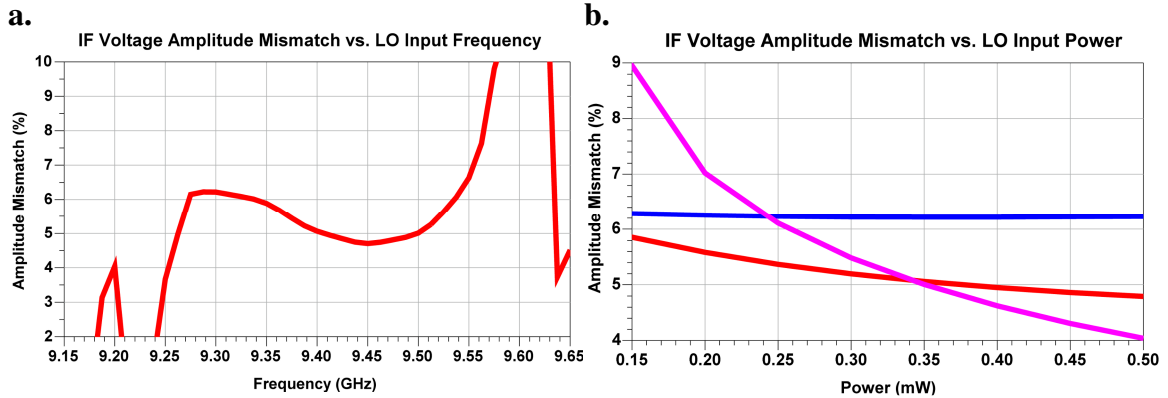 a.
IF Voltage Amplitude Mismatch vs. LO Input Frequency
Amplitude Mismatch (%)
10
9
8
7
6
5
4
3
2
9.15 9.20 9.25 9.30 9.35 9.40 9.45 9.50 9.55 9.60 9.65
Frequency (GHz)
b.
IF Voltage Amplitude Mismatch vs. LO Input Power
Amplitude Mismatch (%)
9
8
7
6
5
4
0.15 0.20 0.25 0.30 0.35 0.40 0.45 0.50
Power (mW)